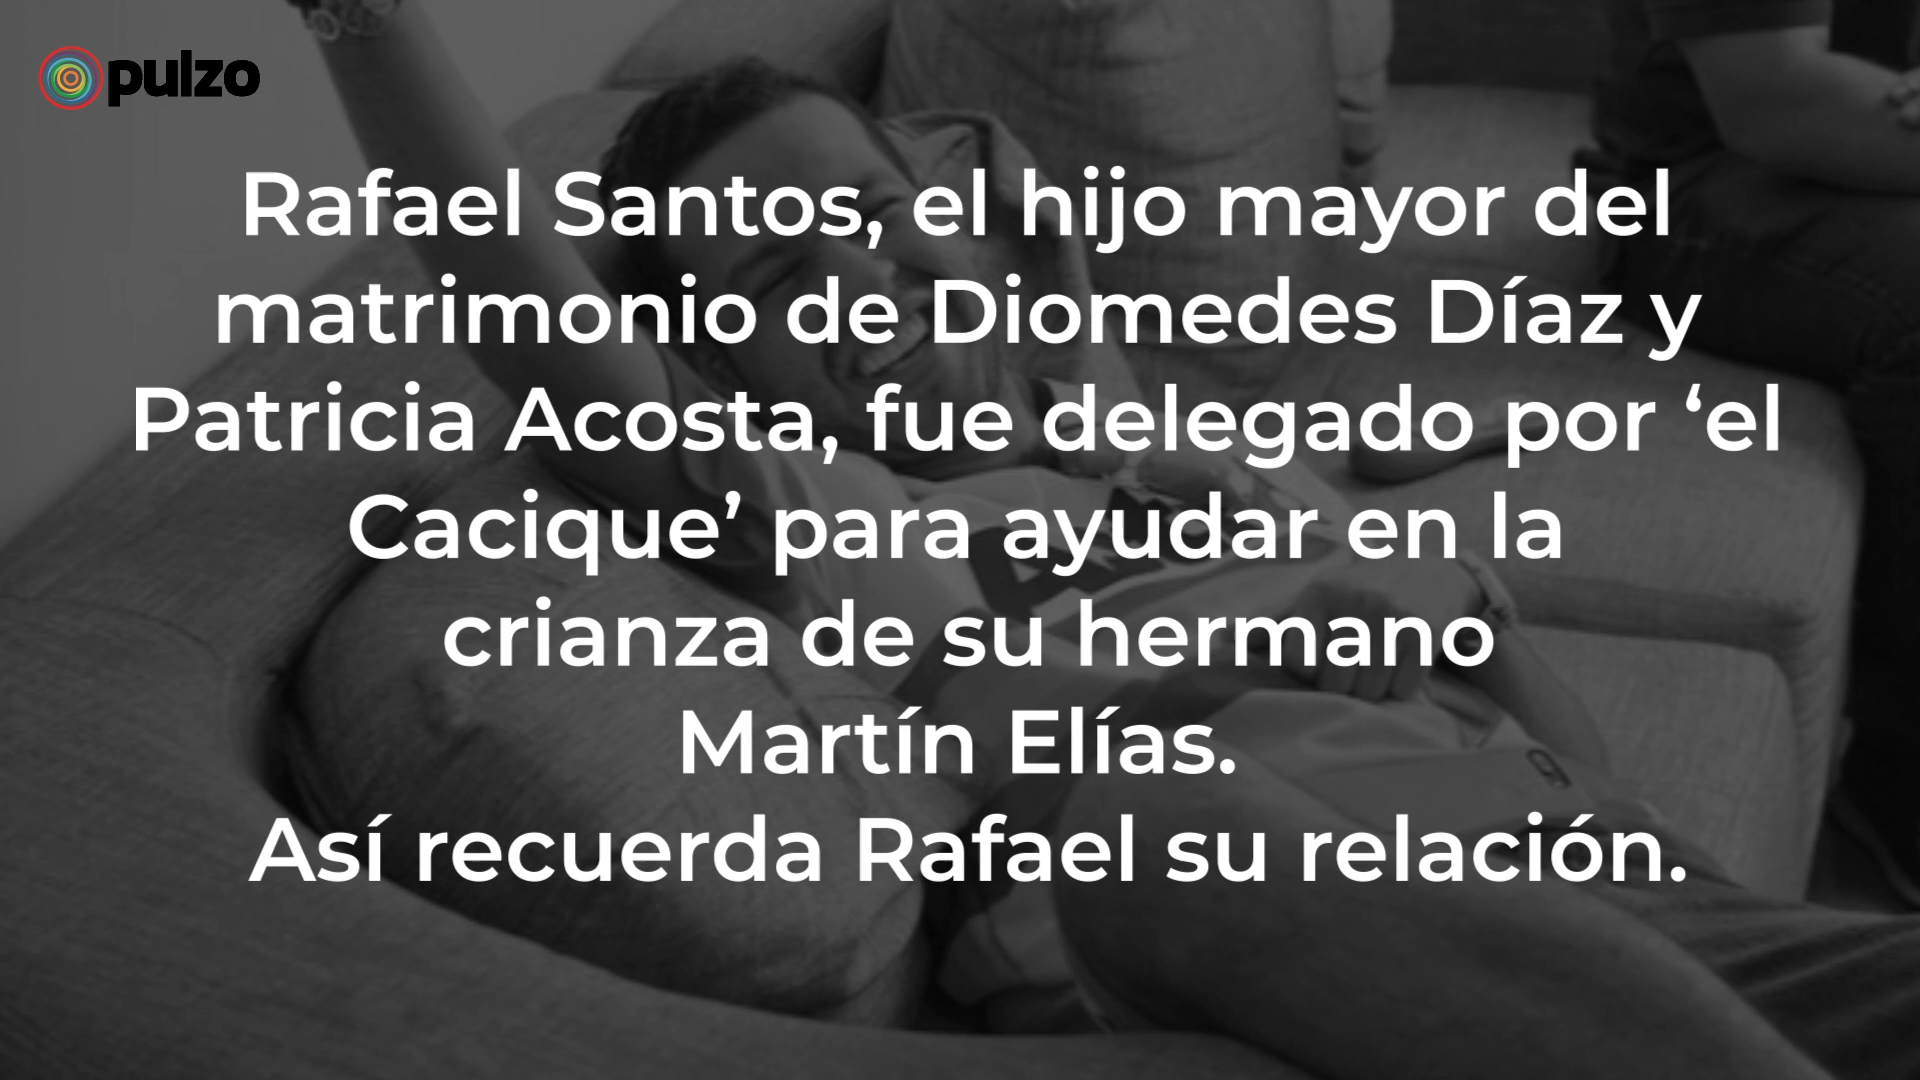 pulzo
Rafael Santos, el hijo mayor del
matrimonio de Diomedes Díaz y
Patricia Acosta, fue delegado por ‘el
Cacique’ para ayudar en la
crianza de su hermano
Martín Elías.
Así recuerda Rafael su relación.